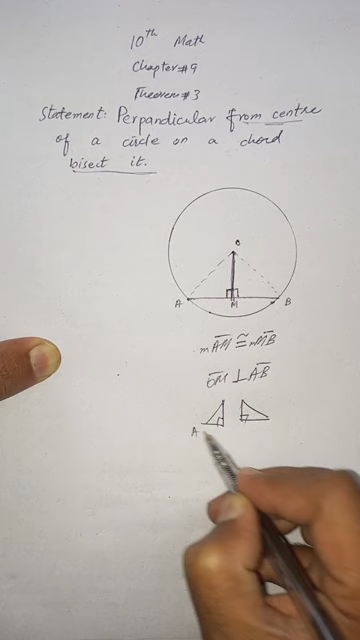 10th Math
Chapter#9
Theorem#3
Statement: Perpandicular from centre
of a circle on a chord
bisect it.
O
A M B
mAM ≅ mMB
OM ⊥ AB
A